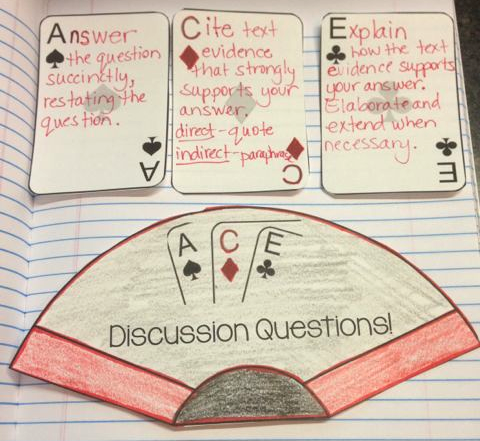 Answer
the question
succinctly,
restating the
question.
A
Cite text
evidence
that strongly
supports your
answer
direct-quote
indirect-paraphrase
C
Explain
how the text
evidence supports
your answer.
Elaborate and
extend when
necessary.
E
A C E
Discussion Questions!